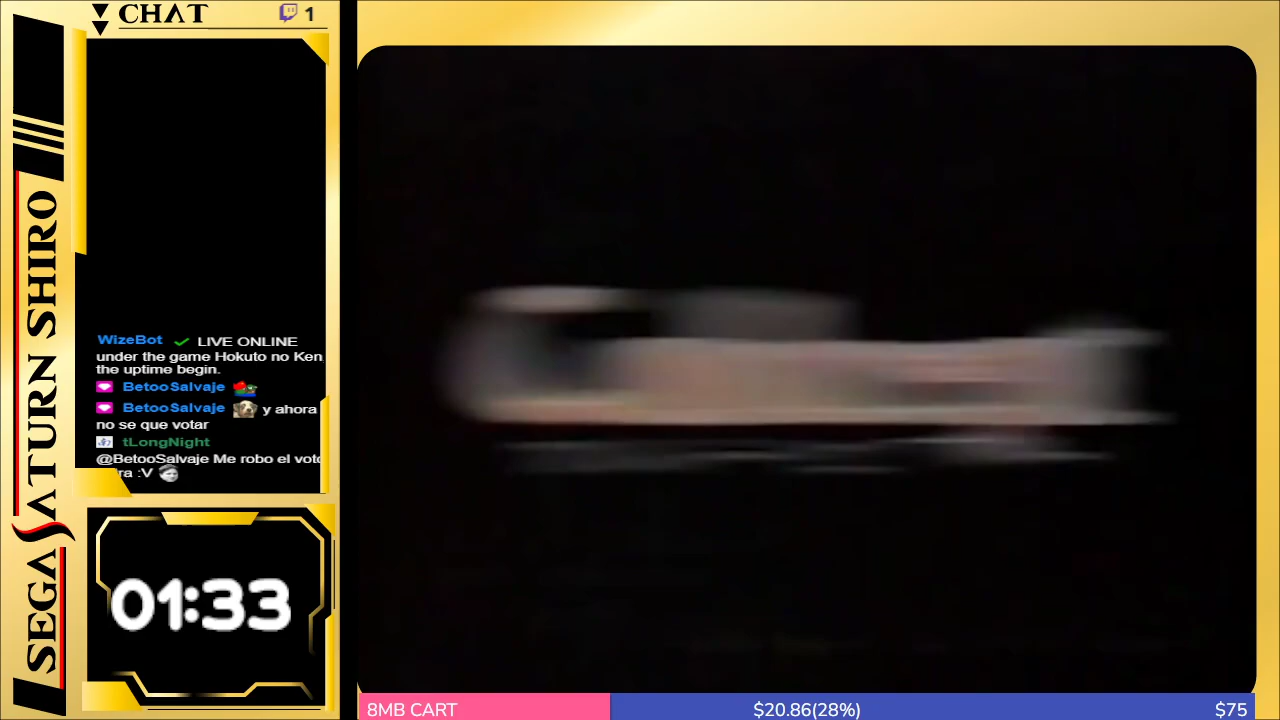 CHAT
1
SEGA SATURN SHIRO
WizeBot LIVE ONLINE
under the game Hokuto no Ken,
the uptime begin.
BetooSalvaje
BetooSalvaje y ahora
no se que votar
tLongNight
@BetooSalvaje Me robo el voto
ra :V
01:33
8MB CART
$20.86(28%)
$75